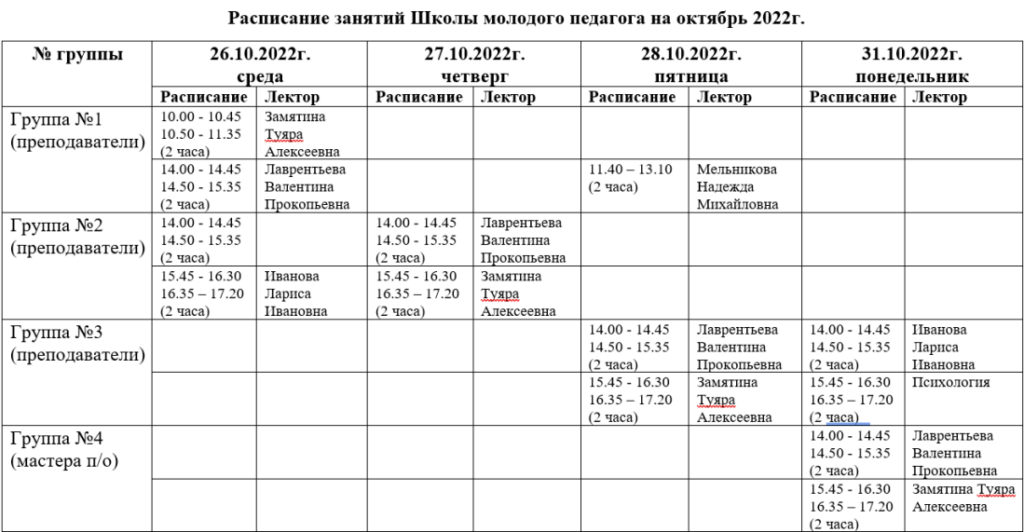 Расписание занятий Школы молодого педагога на октябрь 2022г.
№ группы
26.10.2022г.
среда
27.10.2022г.
четверг
28.10.2022г.
пятница
31.10.2022г.
понедельник
Расписание
Лектор
Расписание
Лектор
Расписание
Лектор
Расписание
Лектор
Группа №1
(преподаватели)
10.00 - 10.45
10.50 - 11.35
(2 часа)
Замятина
Туяра
Алексеевна
14.00 - 14.45
14.50 - 15.35
(2 часа)
Лаврентьева
Валентина
Прокопьевна
11.40 – 13.10
(2 часа)
Мельникова
Надежда
Михайловна
Группа №2
(преподаватели)
14.00 - 14.45
14.50 - 15.35
(2 часа)
14.00 - 14.45
14.50 - 15.35
(2 часа)
Лаврентьева
Валентина
Прокопьевна
15.45 - 16.30
16.35 – 17.20
(2 часа)
Иванова
Лариса
Ивановна
15.45 - 16.30
16.35 – 17.20
(2 часа)
Замятина
Туяра
Алексеевна
Группа №3
(преподаватели)
14.00 - 14.45
14.50 - 15.35
(2 часа)
Лаврентьева
Валентина
Прокопьевна
14.00 - 14.45
14.50 - 15.35
(2 часа)
Иванова
Лариса
Ивановна
15.45 - 16.30
16.35 – 17.20
(2 часа)
Замятина
Туяра
Алексеевна
15.45 - 16.30
16.35 – 17.20
(2 часа)
Психология
Группа №4
(мастера п/о)
14.00 - 14.45
14.50 - 15.35
(2 часа)
Лаврентьева
Валентина
Прокопьевна
15.45 - 16.30
16.35 – 17.20
(2 часа)
Замятина Туяра
Алексеевна